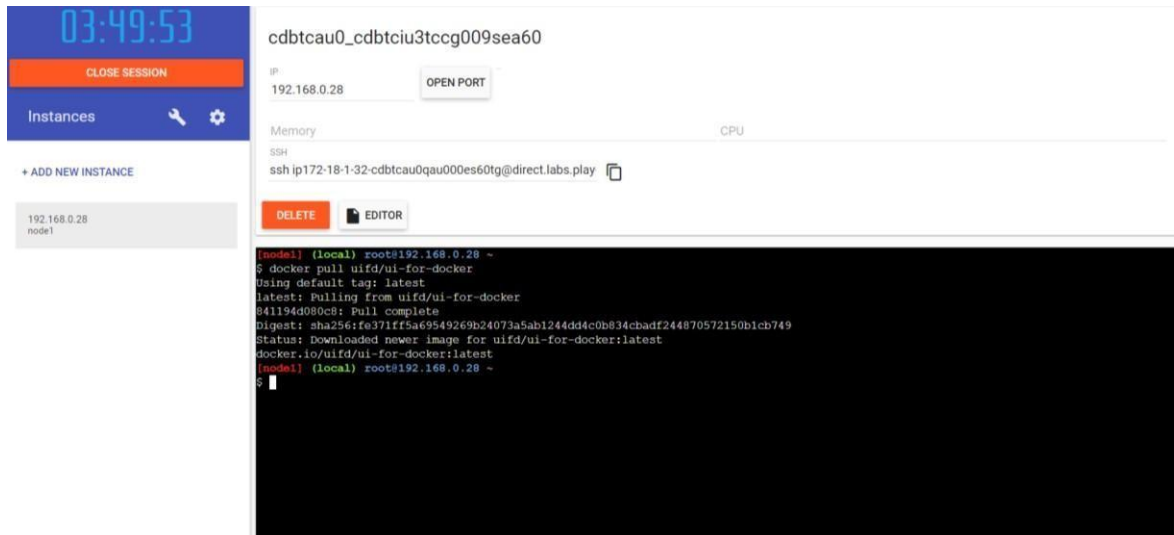 03:49:53
CLOSE SESSION
Instances
+ ADD NEW INSTANCE
192.168.0.28
node1
cdbtcau0_cdbtciu3tccg009sea60
IP
192.168.0.28
OPEN PORT
Memory
CPU
SSH
ssh ip172-18-1-32-cdbtcau0qau000es60tg@direct.labs.play
DELETE
EDITOR
[node1] (local) root@192.168.0.28 ~
$ docker pull uifd/ui-for-docker
Using default tag: latest
latest: Pulling from uifd/ui-for-docker
841194d080c8: Pull complete
Digest: sha256:fe371ff5a69549269b24073a5ab1244dd4c0b834cbadf244870572150b1cb749
Status: Downloaded newer image for uifd/ui-for-docker:latest
docker.io/uifd/ui-for-docker:latest
[node1] (local) root@192.168.0.28 ~
$